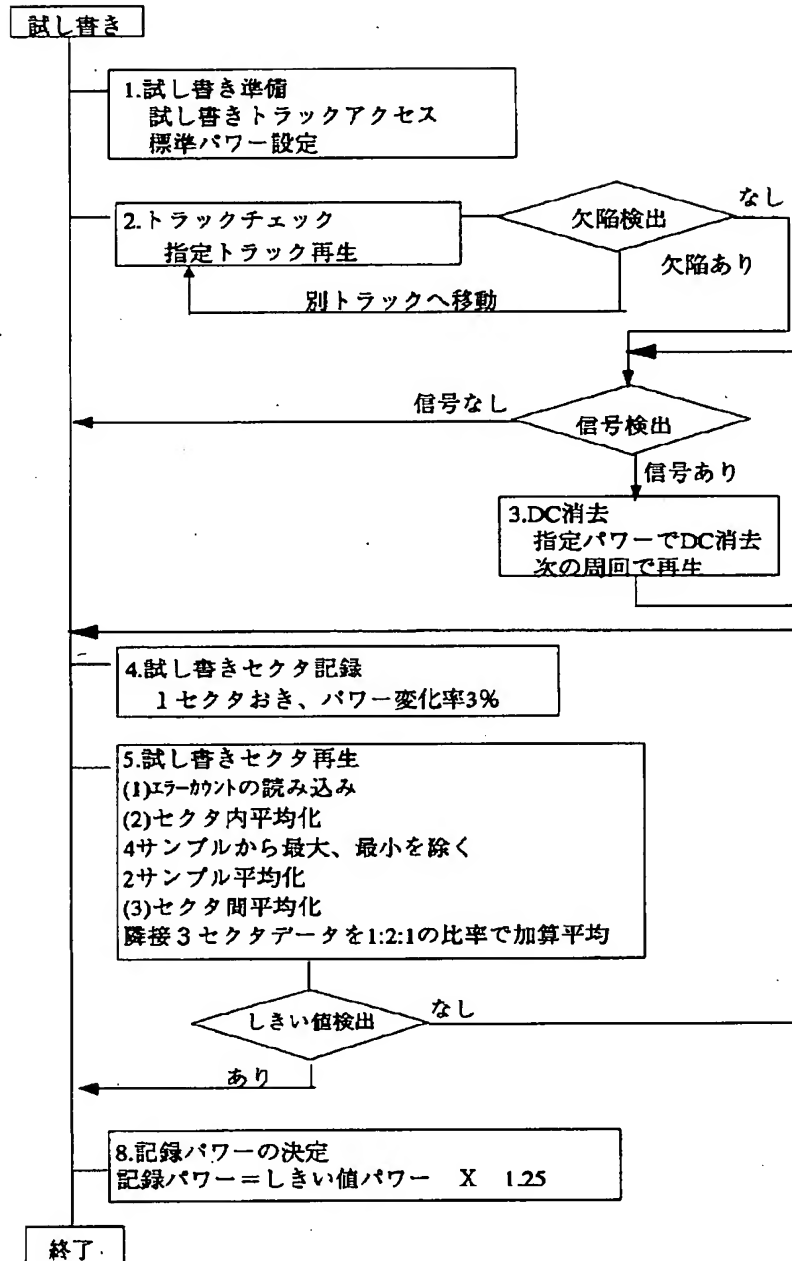 試し書き
1.試し書き準備
試し書きトラックアクセス
標準パワー設定
2.トラックチェック
指定トラック再生
欠陥検出
なし
欠陥あり
別トラックへ移動
信号なし
信号検出
信号あり
3.DC消去
指定パワーでDC消去
次の周回で再生
4.試し書きセクタ記録
1セクタおき、パワー変化率3%
5.試し書きセクタ再生
(1)エラーカウントの読み込み
(2)セクタ内平均化
4サンプルから最大、最小を除く
2サンプル平均化
(3)セクタ間平均化
隣接3セクタデータを1:2:1の比率で加算平均
しきい値検出
なし
あり
8.記録パワーの決定
記録パワー=しきい値パワー X 1.25
終了